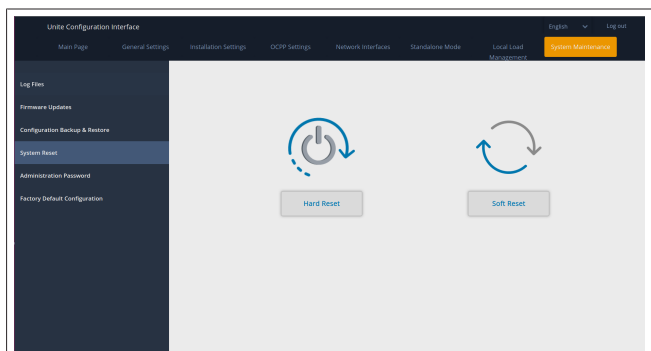 Unite Configuration Interface
English
Log out
Main Page
General Settings
Installation Settings
OCPP Settings
Network Interfaces
Standalone Mode
Local Load
Management
System Maintenance
Log Files
Firmware Updates
Configuration Backup & Restore
System Reset
Administration Password
Factory Default Configuration
Hard Reset
Soft Reset